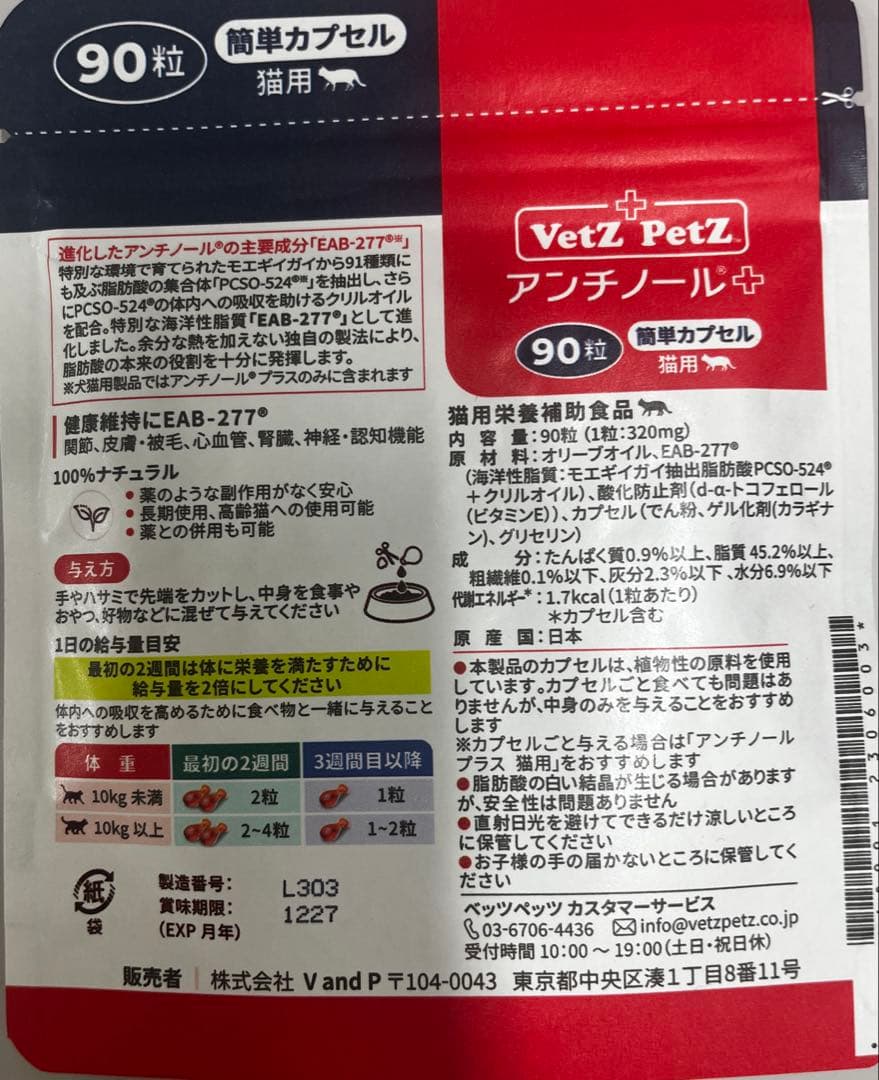 90粒
簡単カプセル
猫用
VetZ PetZ™
アンチノール®+
90粒
簡単カプセル
猫用
進化したアンチノール®の主要成分「EAB-277®※」
特別な環境で育てられたモエギイガイから91種類に
も及ぶ脂肪酸の集合体「PCSO-524®※」を抽出し、さら
にPCSO-524®の体内への吸収を助けるクリルオイル
を配合。特別な海洋性脂質「EAB-277®」として進
化しました。余分な熱を加えない独自の製法により、
脂肪酸の本来の役割を十分に発揮します。
※犬猫用製品ではアンチノール® プラスのみに含まれます
健康維持にEAB-277®
関節、皮膚・被毛、心血管、腎臓、神経・認知機能
100%ナチュラル
●薬のような副作用がなく安心
●長期使用、高齢猫への使用可能
●薬との併用も可能
与え方
手やハサミで先端をカットし、中身を食事や
おやつ、好物などに混ぜて与えてください
1日の給与量目安
最初の2週間は体に栄養を満たすために
給与量を2倍にしてください
体内への吸収を高めるために食べ物と一緒に与えること
をおすすめします
体重 最初の2週間 3週間目以降
10kg 未満 2粒 1粒
10kg 以上 2~4粒 1~2粒
紙
袋
製造番号: L303
賞味期限: 1227
(EXP 月年)
猫用栄養補助食品
内容量:90粒(1粒:320mg)
原材料:オリーブオイル、EAB-277®
(海洋性脂質:モエギイガイ抽出脂肪酸PCSO-524®
+クリルオイル)、酸化防止剤(d-α-トコフェロール
(ビタミンE))、カプセル(でん粉、ゲル化剤(カラギナ
ン)、グリセリン)
成分:たんぱく質0.9%以上、脂質 45.2%以上、
粗繊維0.1%以下、灰分2.3%以下、水分6.9%以下
代謝エネルギー*:1.7kcal(1粒あたり)
*カプセル含む
原産国:日本
●本製品のカプセルは、植物性の原料を使用
しています。カプセルごと食べても問題はあ
りませんが、中身のみを与えることをおすすめ
します
※カプセルごと与える場合は「アンチノール
プラス 猫用」をおすすめします
●脂肪酸の白い結晶が生じる場合があります
が、安全性は問題ありません
●直射日光を避けてできるだけ涼しいところ
に保管してください
●お子様の手の届かないところに保管してく
ださい
ベッツペッツ カスタマーサービス
03-6706-4436 info@vetzpetz.co.jp
受付時間 10:00 ~ 19:00(土日・祝日休)
販売者 株式会社 V and P 〒104-0043 東京都中央区湊1丁目8番11号